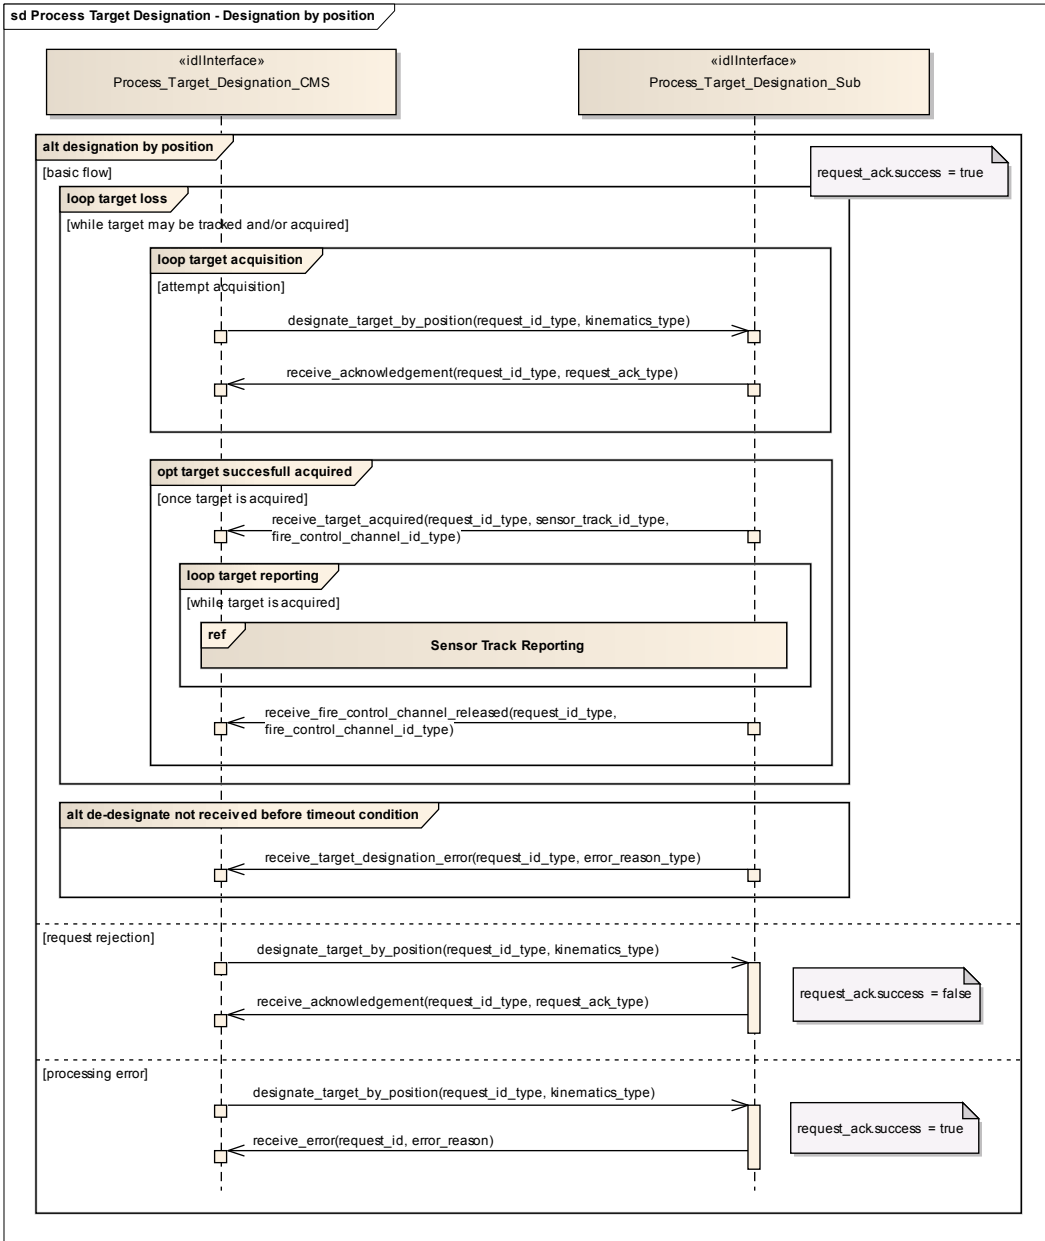 sd Process Target Designation - Designation by position
«idlInterface»
Process_Target_Designation_CMS
«idlInterface»
Process_Target_Designation_Sub
alt designation by position
[basic flow]
request_ack.success = true
loop target loss
[while target may be tracked and/or acquired]
loop target acquisition
[attempt acquisition]
designate_target_by_position(request_id_type, kinematics_type)
receive_acknowledgement(request_id_type, request_ack_type)
opt target succesfull acquired
[once target is acquired]
receive_target_acquired(request_id_type, sensor_track_id_type,
fire_control_channel_id_type)
loop target reporting
[while target is acquired]
ref
Sensor Track Reporting
receive_fire_control_channel_released(request_id_type,
fire_control_channel_id_type)
alt de-designate not received before timeout condition
receive_target_designation_error(request_id_type, error_reason_type)
[request rejection]
designate_target_by_position(request_id_type, kinematics_type)
request_ack.success = false
receive_acknowledgement(request_id_type, request_ack_type)
[processing error]
designate_target_by_position(request_id_type, kinematics_type)
request_ack.success = true
receive_error(request_id, error_reason)